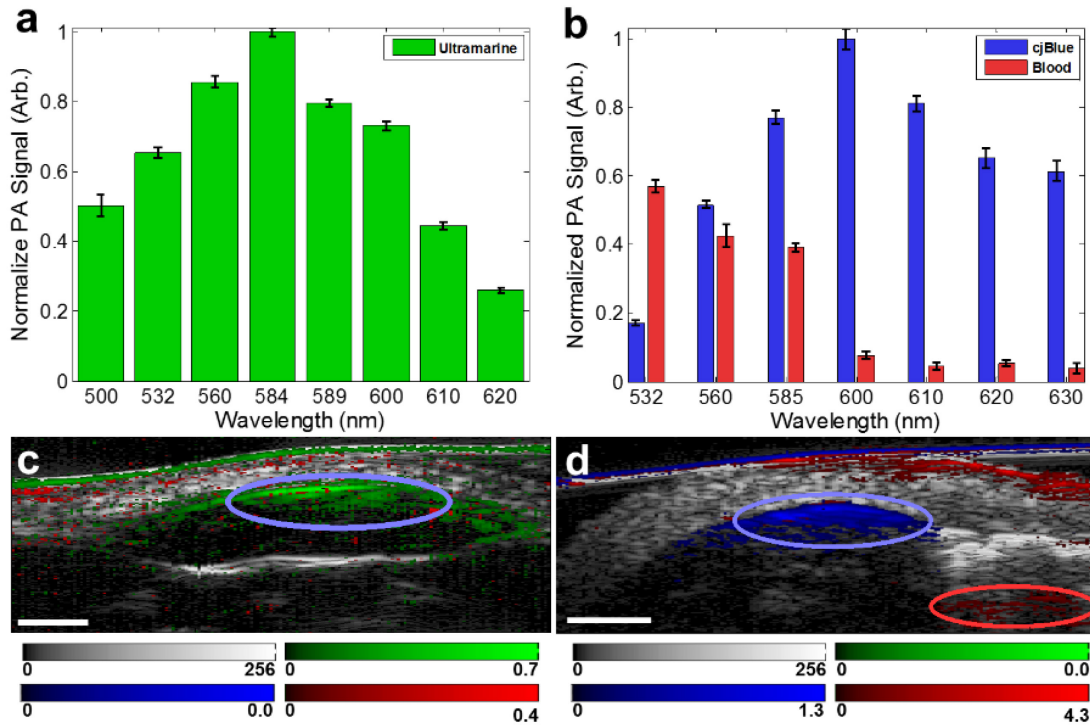 a
Ultramarine
Normalize PA Signal (Arb.)
1
0.8
0.6
0.4
0.2
0
500 532 560 584 589 600 610 620
Wavelength (nm)
b
cjBlue
Blood
Normalized PA Signal (Arb.)
1
0.8
0.6
0.4
0.2
0
532 560 585 600 610 620 630
Wavelength (nm)
c
d
0 256 0 0.7
0 0.0 0 0.4
0 256 0 0.0
0 1.3 0 4.3